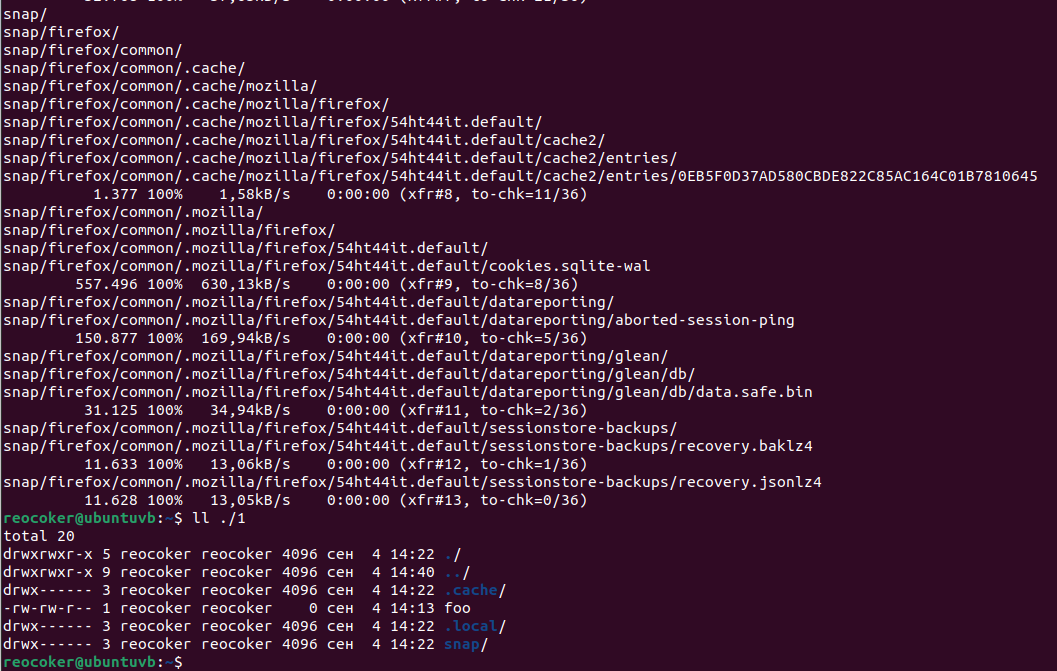 snap/
snap/firefox/
snap/firefox/common/
snap/firefox/common/.cache/
snap/firefox/common/.cache/mozilla/
snap/firefox/common/.cache/mozilla/firefox/
snap/firefox/common/.cache/mozilla/firefox/54ht44it.default/
snap/firefox/common/.cache/mozilla/firefox/54ht44it.default/cache2/
snap/firefox/common/.cache/mozilla/firefox/54ht44it.default/cache2/entries/
snap/firefox/common/.cache/mozilla/firefox/54ht44it.default/cache2/entries/0EB5F0D37AD580CBDE822C85AC164C01B7810645
          1.377 100%    1,58kB/s    0:00:00 (xfr#8, to-chk=11/36)
snap/firefox/common/.mozilla/
snap/firefox/common/.mozilla/firefox/
snap/firefox/common/.mozilla/firefox/54ht44it.default/
snap/firefox/common/.mozilla/firefox/54ht44it.default/cookies.sqlite-wal
        557.496 100%  630,13kB/s    0:00:00 (xfr#9, to-chk=8/36)
snap/firefox/common/.mozilla/firefox/54ht44it.default/datareporting/
snap/firefox/common/.mozilla/firefox/54ht44it.default/datareporting/aborted-session-ping
        150.877 100%  169,94kB/s    0:00:00 (xfr#10, to-chk=5/36)
snap/firefox/common/.mozilla/firefox/54ht44it.default/datareporting/glean/
snap/firefox/common/.mozilla/firefox/54ht44it.default/datareporting/glean/db/
snap/firefox/common/.mozilla/firefox/54ht44it.default/datareporting/glean/db/data.safe.bin
         31.125 100%   34,94kB/s    0:00:00 (xfr#11, to-chk=2/36)
snap/firefox/common/.mozilla/firefox/54ht44it.default/sessionstore-backups/
snap/firefox/common/.mozilla/firefox/54ht44it.default/sessionstore-backups/recovery.baklz4
         11.633 100%   13,06kB/s    0:00:00 (xfr#12, to-chk=1/36)
snap/firefox/common/.mozilla/firefox/54ht44it.default/sessionstore-backups/recovery.jsonlz4
         11.628 100%   13,05kB/s    0:00:00 (xfr#13, to-chk=0/36)
reocoker@ubuntuvb:~$ ll ./1
total 20
drwxrwxr-x 5 reocoker reocoker 4096 сен  4 14:22 ./
drwxrwxr-x 9 reocoker reocoker 4096 сен  4 14:40 ../
drwx------ 3 reocoker reocoker 4096 сен  4 14:22 .cache/
-rw-rw-r-- 1 reocoker reocoker    0 сен  4 14:13 foo
drwx------ 3 reocoker reocoker 4096 сен  4 14:22 .local/
drwx------ 3 reocoker reocoker 4096 сен  4 14:22 snap/
reocoker@ubuntuvb:~$